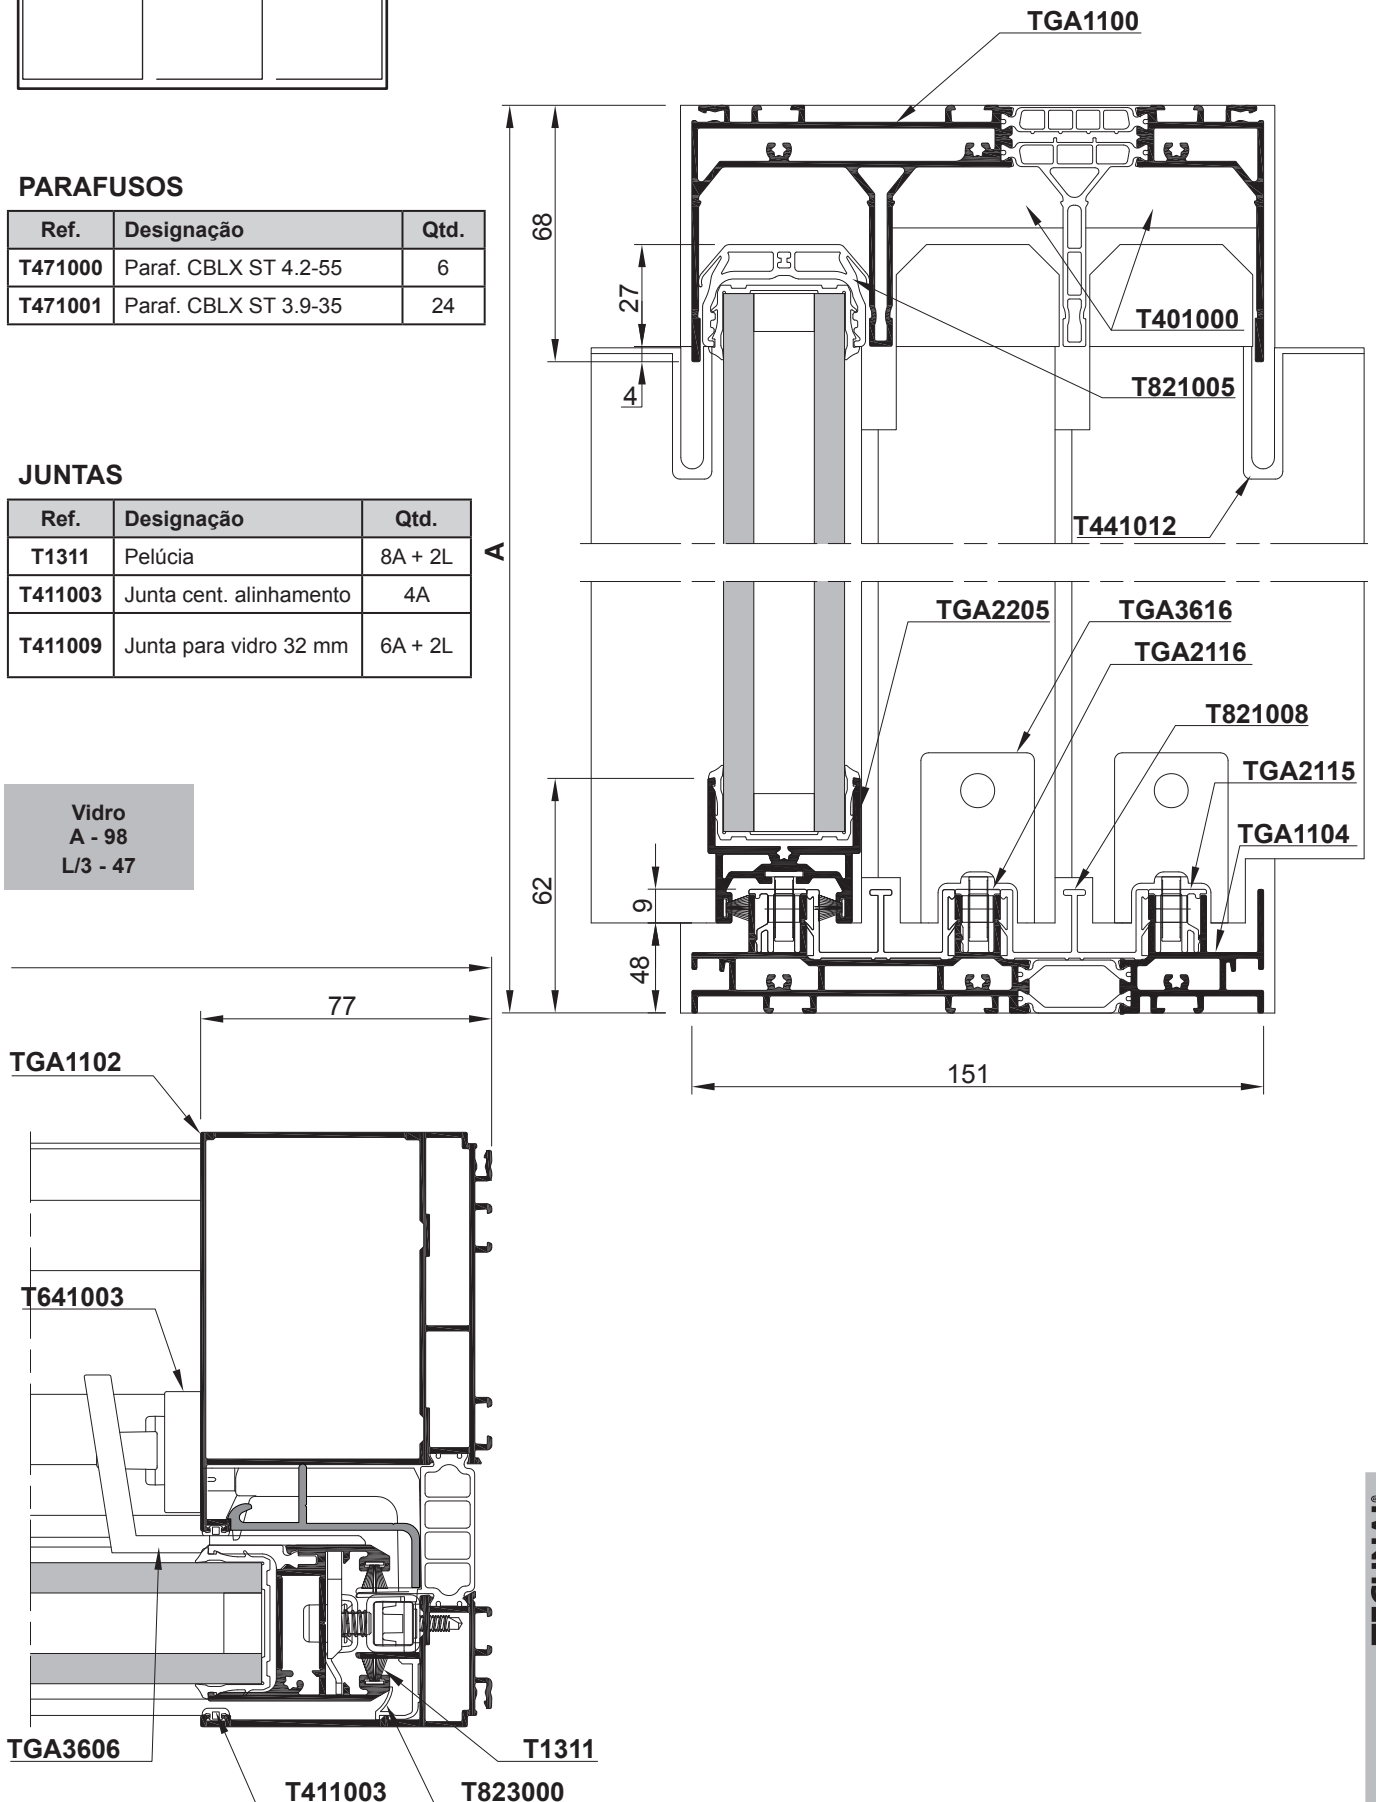 TGA1100
PARAFUSOS
Ref. Designação Qtd.
T471000 Paraf. CBLX ST 4.2-55 6
T471001 Paraf. CBLX ST 3.9-35 24
68
27
4
T401000
T821005
JUNTAS
Ref. Designação Qtd.
T1311 Pelúcia 8A + 2L
T411003 Junta cent. alinhamento 4A
T411009 Junta para vidro 32 mm 6A + 2L
A
T441012
TGA2205
TGA3616
TGA2116
T821008
TGA2115
TGA1104
Vidro
A - 98
L/3 - 47
62
9
48
77
151
TGA1102
T641003
TGA3606
T1311
T411003
T823000